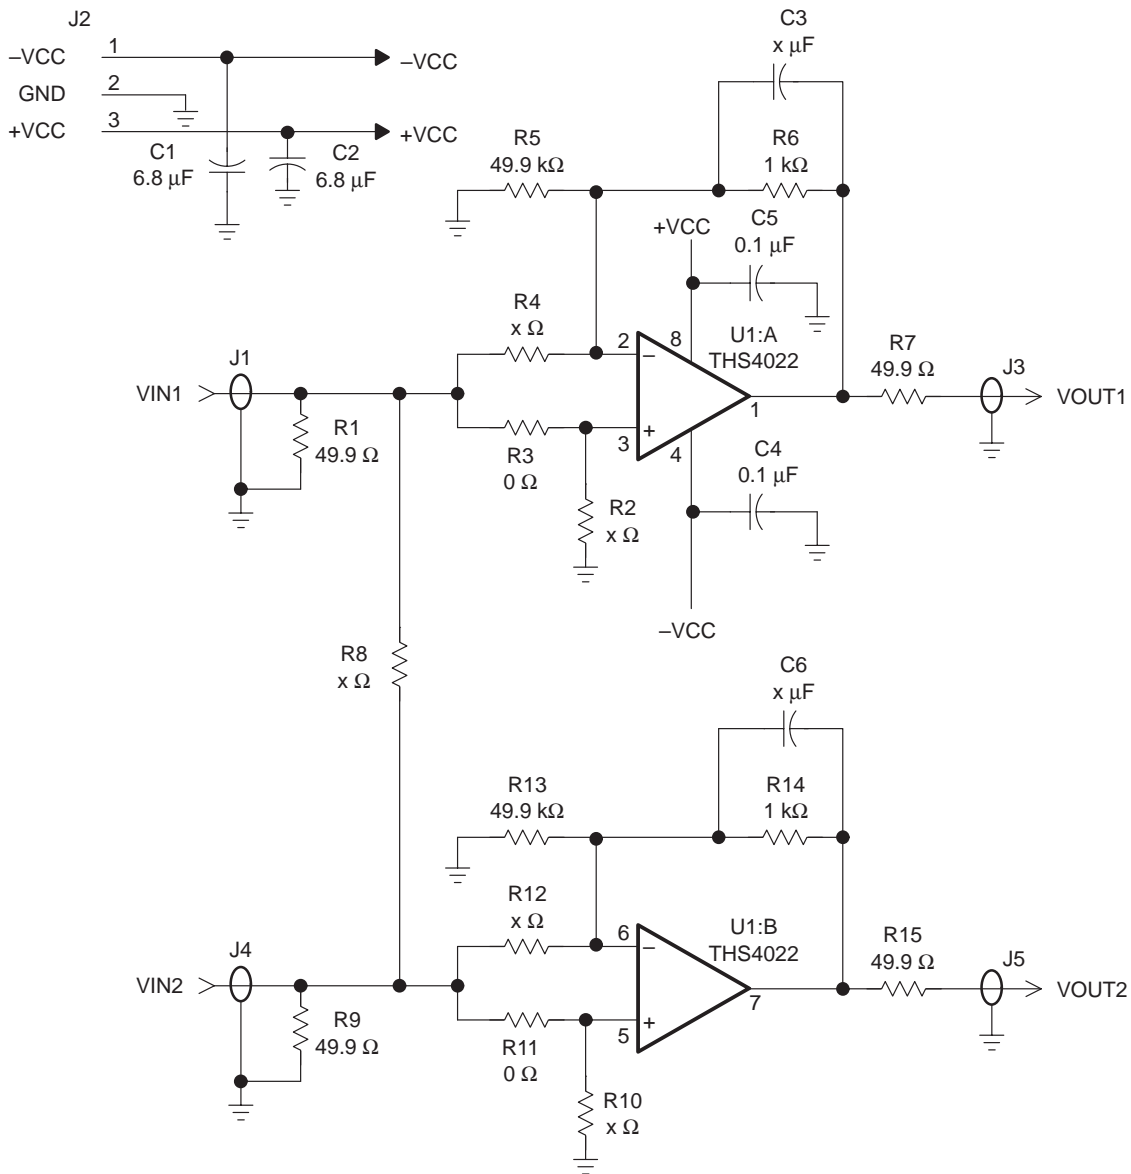 J2
–VCC 1 –VCC
GND 2
+VCC 3 +VCC
C1
6.8 μF
C2
6.8 μF
C3
x μF
R5
49.9 kΩ
R6
1 kΩ
+VCC
C5
0.1 μF
R4
x Ω
2
–
8
U1:A
THS4022
R7
49.9 Ω
J1
VIN1
R1
49.9 Ω
J3
VOUT1
1
R3
0 Ω
3
+
4
R2
x Ω
C4
0.1 μF
–VCC
R8
x Ω
C6
x μF
R13
49.9 kΩ
R14
1 kΩ
R12
x Ω
6
–
U1:B
THS4022
R15
49.9 Ω
J4
VIN2
R9
49.9 Ω
J5
VOUT2
7
R11
0 Ω
5
+
R10
x Ω